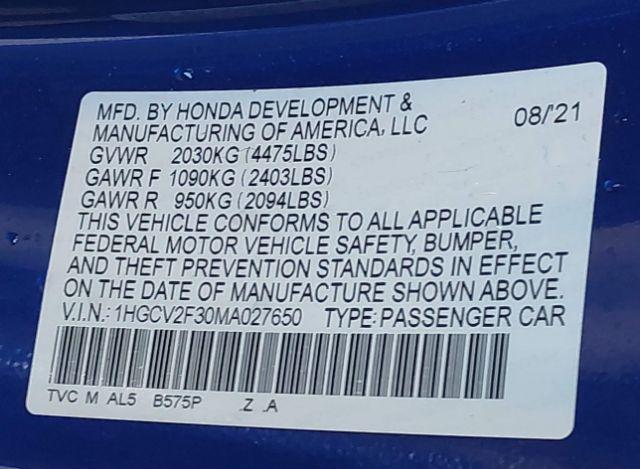 MFD. BY HONDA DEVELOPMENT &
MANUFACTURING OF AMERICA, LLC 08/'21
GVWR 2030KG (4475LBS)
GAWR F 1090KG (2403LBS)
GAWR R 950KG (2094LBS)
THIS VEHICLE CONFORMS TO ALL APPLICABLE
FEDERAL MOTOR VEHICLE SAFETY, BUMPER,
AND THEFT PREVENTION STANDARDS IN EFFECT
ON THE DATE OF MANUFACTURE SHOWN ABOVE.
V.I.N.: 1HGCV2F30MA027650 TYPE: PASSENGER CAR
TVC M AL5 B575P .Z .A